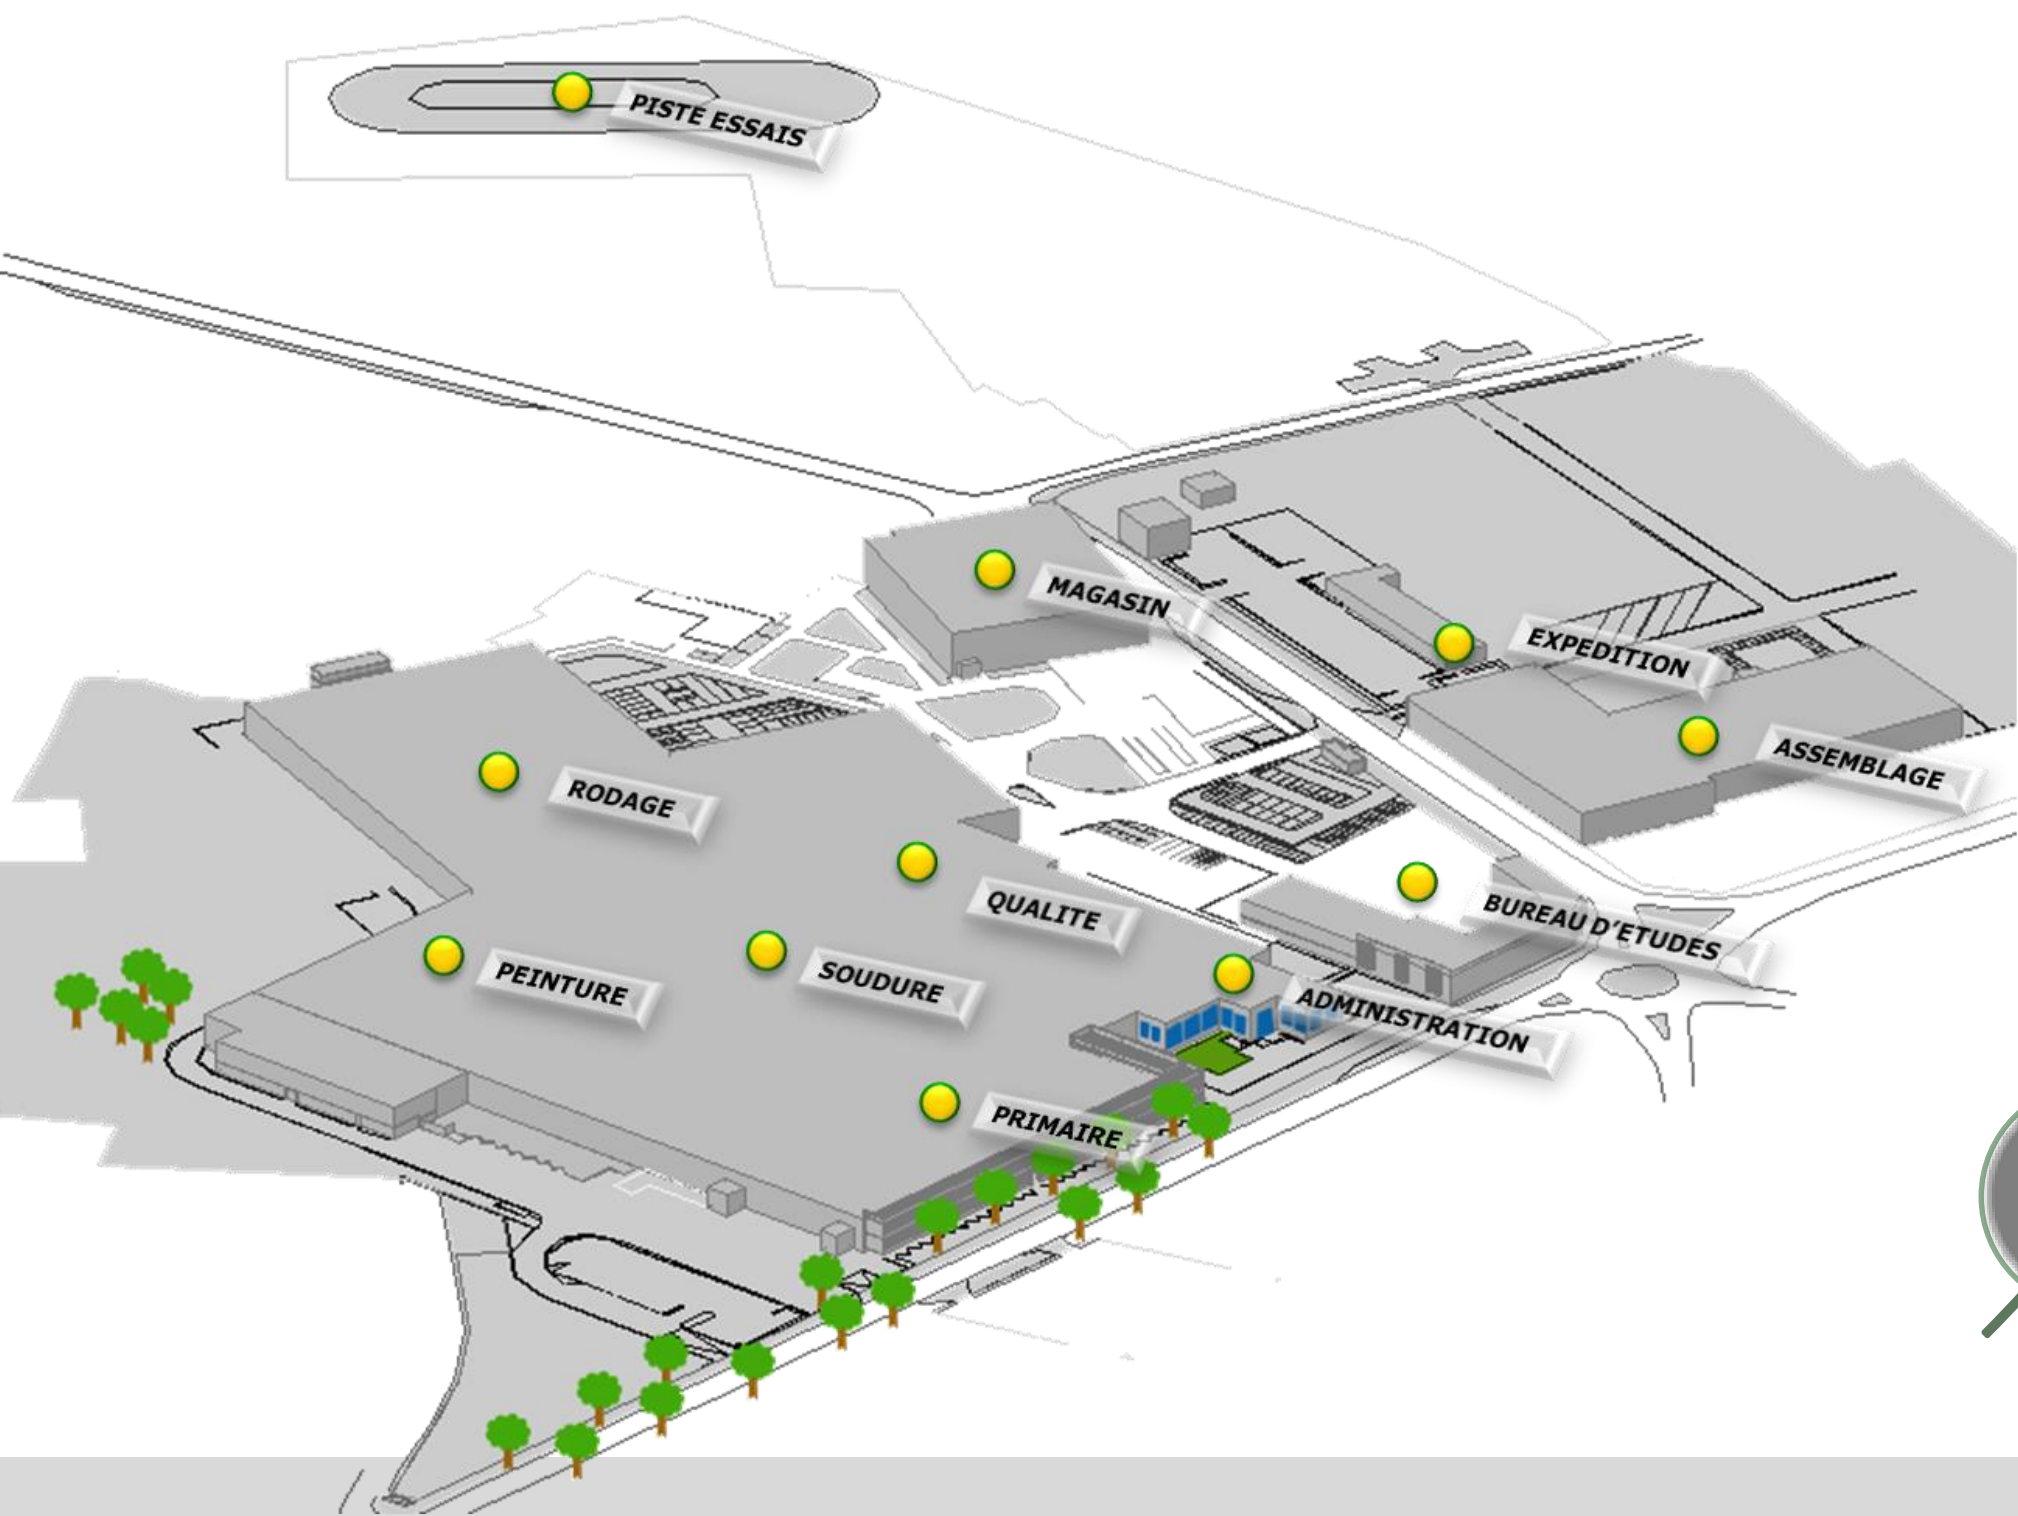 PISTE ESSAIS
MAGASIN
EXPEDITION
ASSEMBLAGE
RODAGE
QUALITE
BUREAU D'ETUDES
PEINTURE
SOUDURE
ADMINISTRATION
PRIMAIRE